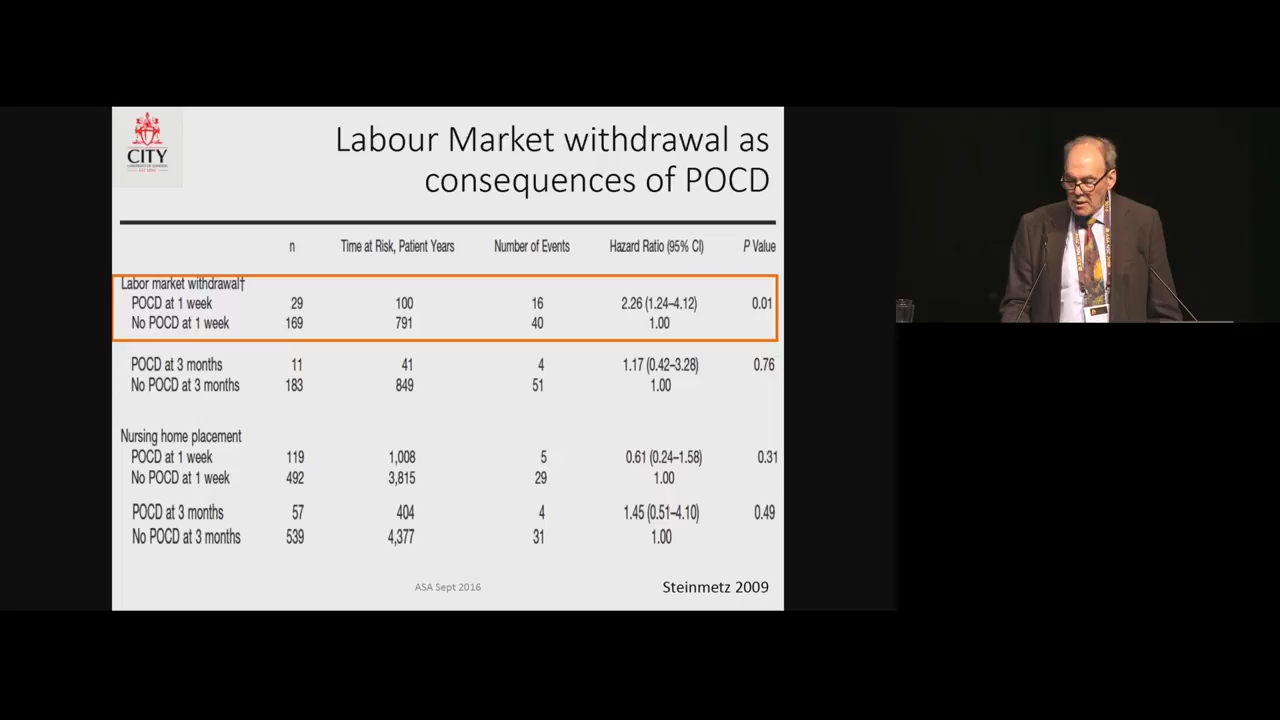 CITY
UNIVERSITY OF LONDON
EST 1894
Labour Market withdrawal as
consequences of POCD
n Time at Risk, Patient Years Number of Events Hazard Ratio (95% CI) P Value
Labor market withdrawal†
POCD at 1 week 29 100 16 2.26 (1.24–4.12) 0.01
No POCD at 1 week 169 791 40 1.00
POCD at 3 months 11 41 4 1.17 (0.42–3.28) 0.76
No POCD at 3 months 183 849 51 1.00
Nursing home placement
POCD at 1 week 119 1,008 5 0.61 (0.24–1.58) 0.31
No POCD at 1 week 492 3,815 29 1.00
POCD at 3 months 57 404 4 1.45 (0.51–4.10) 0.49
No POCD at 3 months 539 4,377 31 1.00
ASA Sept 2016
Steinmetz 2009